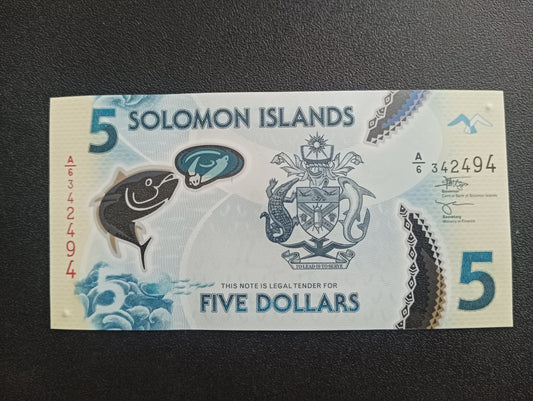 5 SOLOMON ISLANDS
A/6 342494
A/6 342494
Central Bank of Solomon Islands
Secretary
Ministry of Finance
TO LEAD IS TO SERVE
THIS NOTE IS LEGAL TENDER FOR
5 FIVE DOLLARS 5